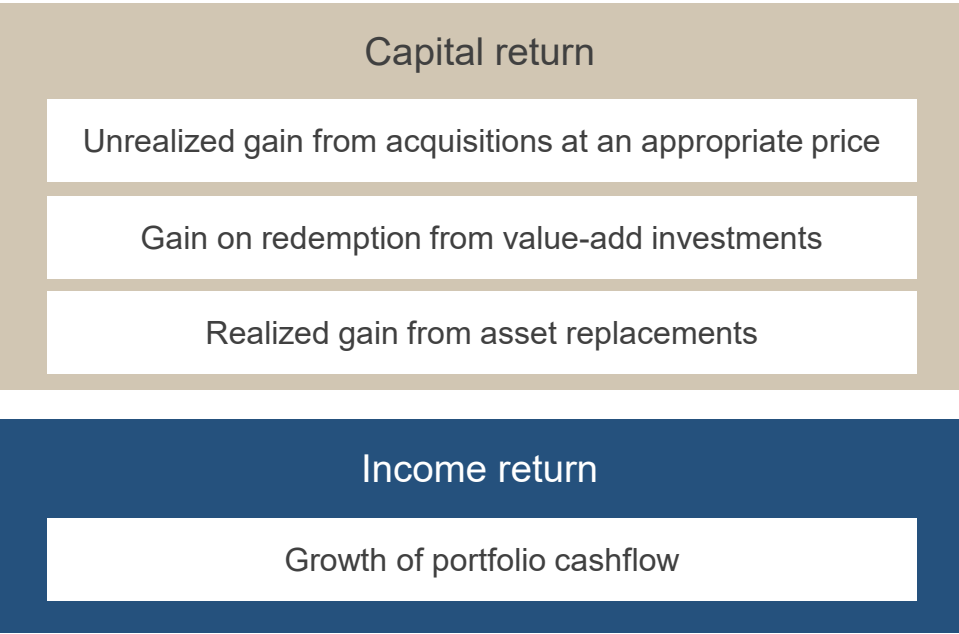 Capital return
Unrealized gain from acquisitions at an appropriate price
Gain on redemption from value-add investments
Realized gain from asset replacements
Income return
Growth of portfolio cashflow